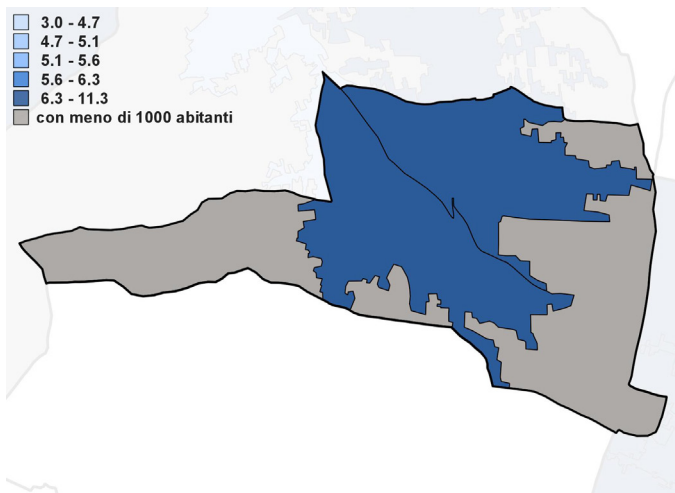 3.0 - 4.7
4.7 - 5.1
5.1 - 5.6
5.6 - 6.3
6.3 - 11.3
con meno di 1000 abitanti